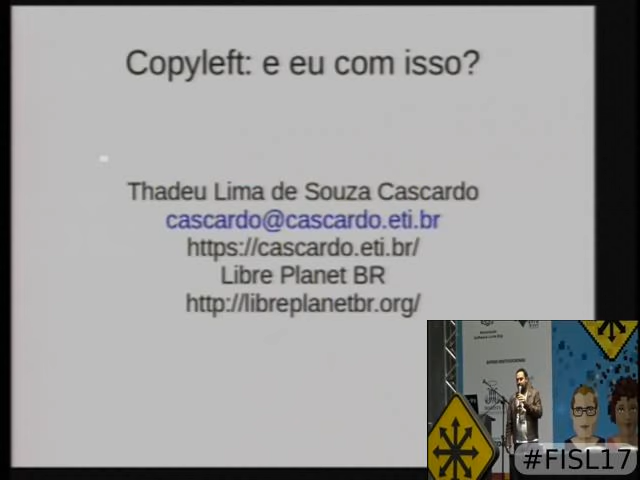 Copyleft: e eu com isso?
Thadeu Lima de Souza Cascardo
cascardo@cascardo.eti.br
https://cascardo.eti.br/
Libre Planet BR
http://libreplanetbr.org/
#FISL17